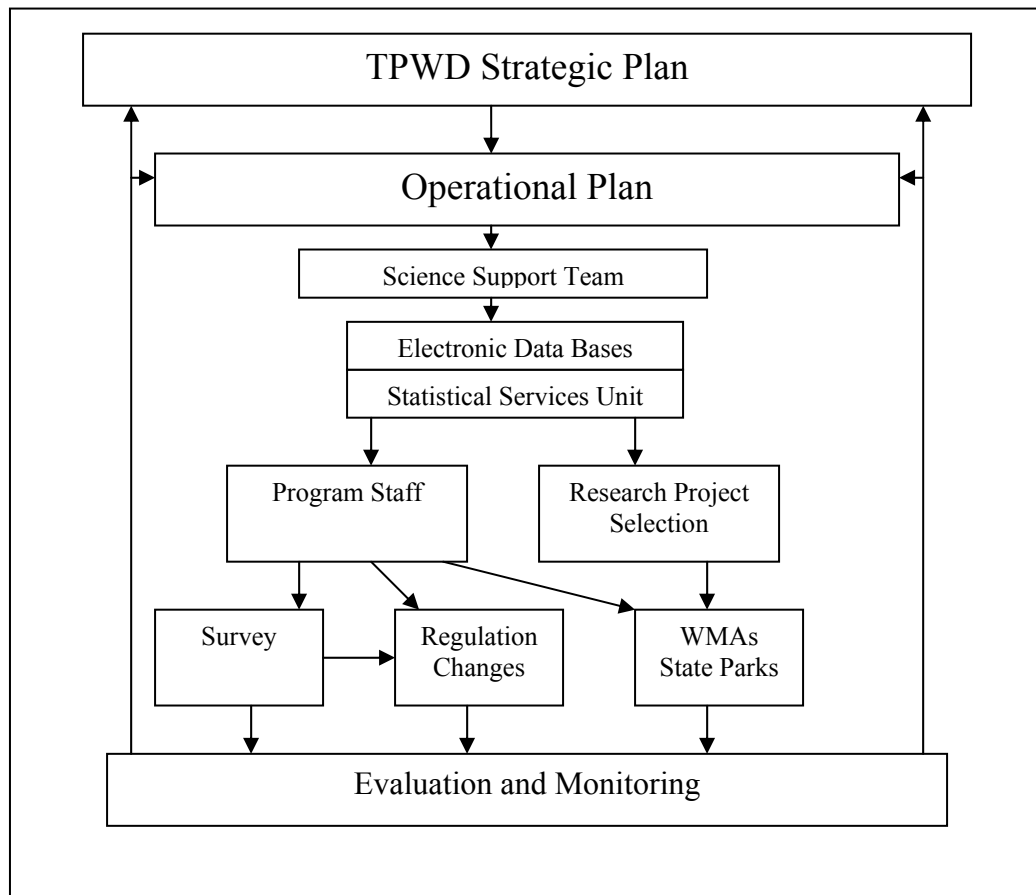 TPWD Strategic Plan
Operational Plan
Science Support Team
Electronic Data Bases
Statistical Services Unit
Program Staff
Research Project
Selection
Survey
Regulation
Changes
WMAs
State Parks
Evaluation and Monitoring